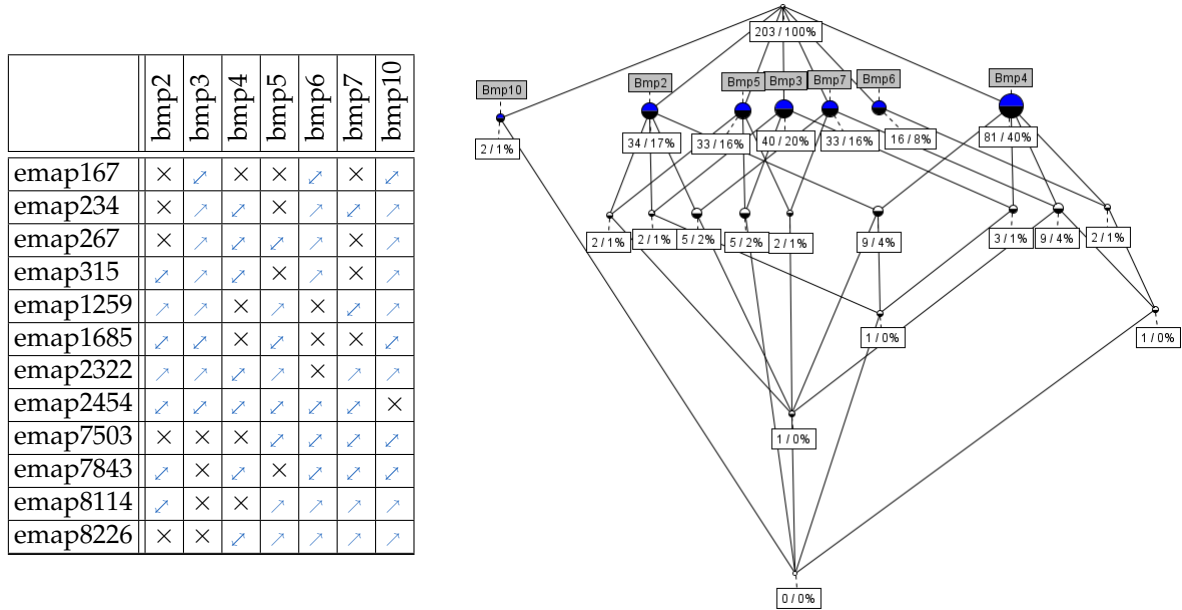 bmp2 bmp3 bmp4 bmp5 bmp6 bmp7 bmp10
emap167 × ⤢ × × ⤢ × ⤢
emap234 × ↗ ⤢ × ↗ ⤢ ↗
emap267 × ↗ ⤢ ⤢ ↗ × ↗
emap315 ⤢ ↗ ⤢ × ↗ × ↗
emap1259 ↗ ↗ × ↗ × ⤢ ↗
emap1685 ⤢ ⤢ × ⤢ × × ⤢
emap2322 ↗ ↗ ⤢ ↗ × ↗ ↗
emap2454 ⤢ ⤢ ⤢ ⤢ ⤢ ⤢ ×
emap7503 × × × ⤢ ⤢ ⤢ ⤢
emap7843 ⤢ × ⤢ × ⤢ ⤢ ⤢
emap8114 ⤢ × × ↗ ↗ ↗ ↗
emap8226 × × ⤢ ↗ ↗ ↗ ↗
203 / 100%
Bmp10 Bmp2 Bmp5 Bmp3 Bmp7 Bmp6 Bmp4
2 / 1% 34 / 17% 33 / 16% 40 / 20% 33 / 16% 16 / 8% 81 / 40%
2 / 1% 2 / 1% 5 / 2% 5 / 2% 2 / 1% 9 / 4% 3 / 1% 9 / 4% 2 / 1%
1 / 0% 1 / 0%
1 / 0%
0 / 0%